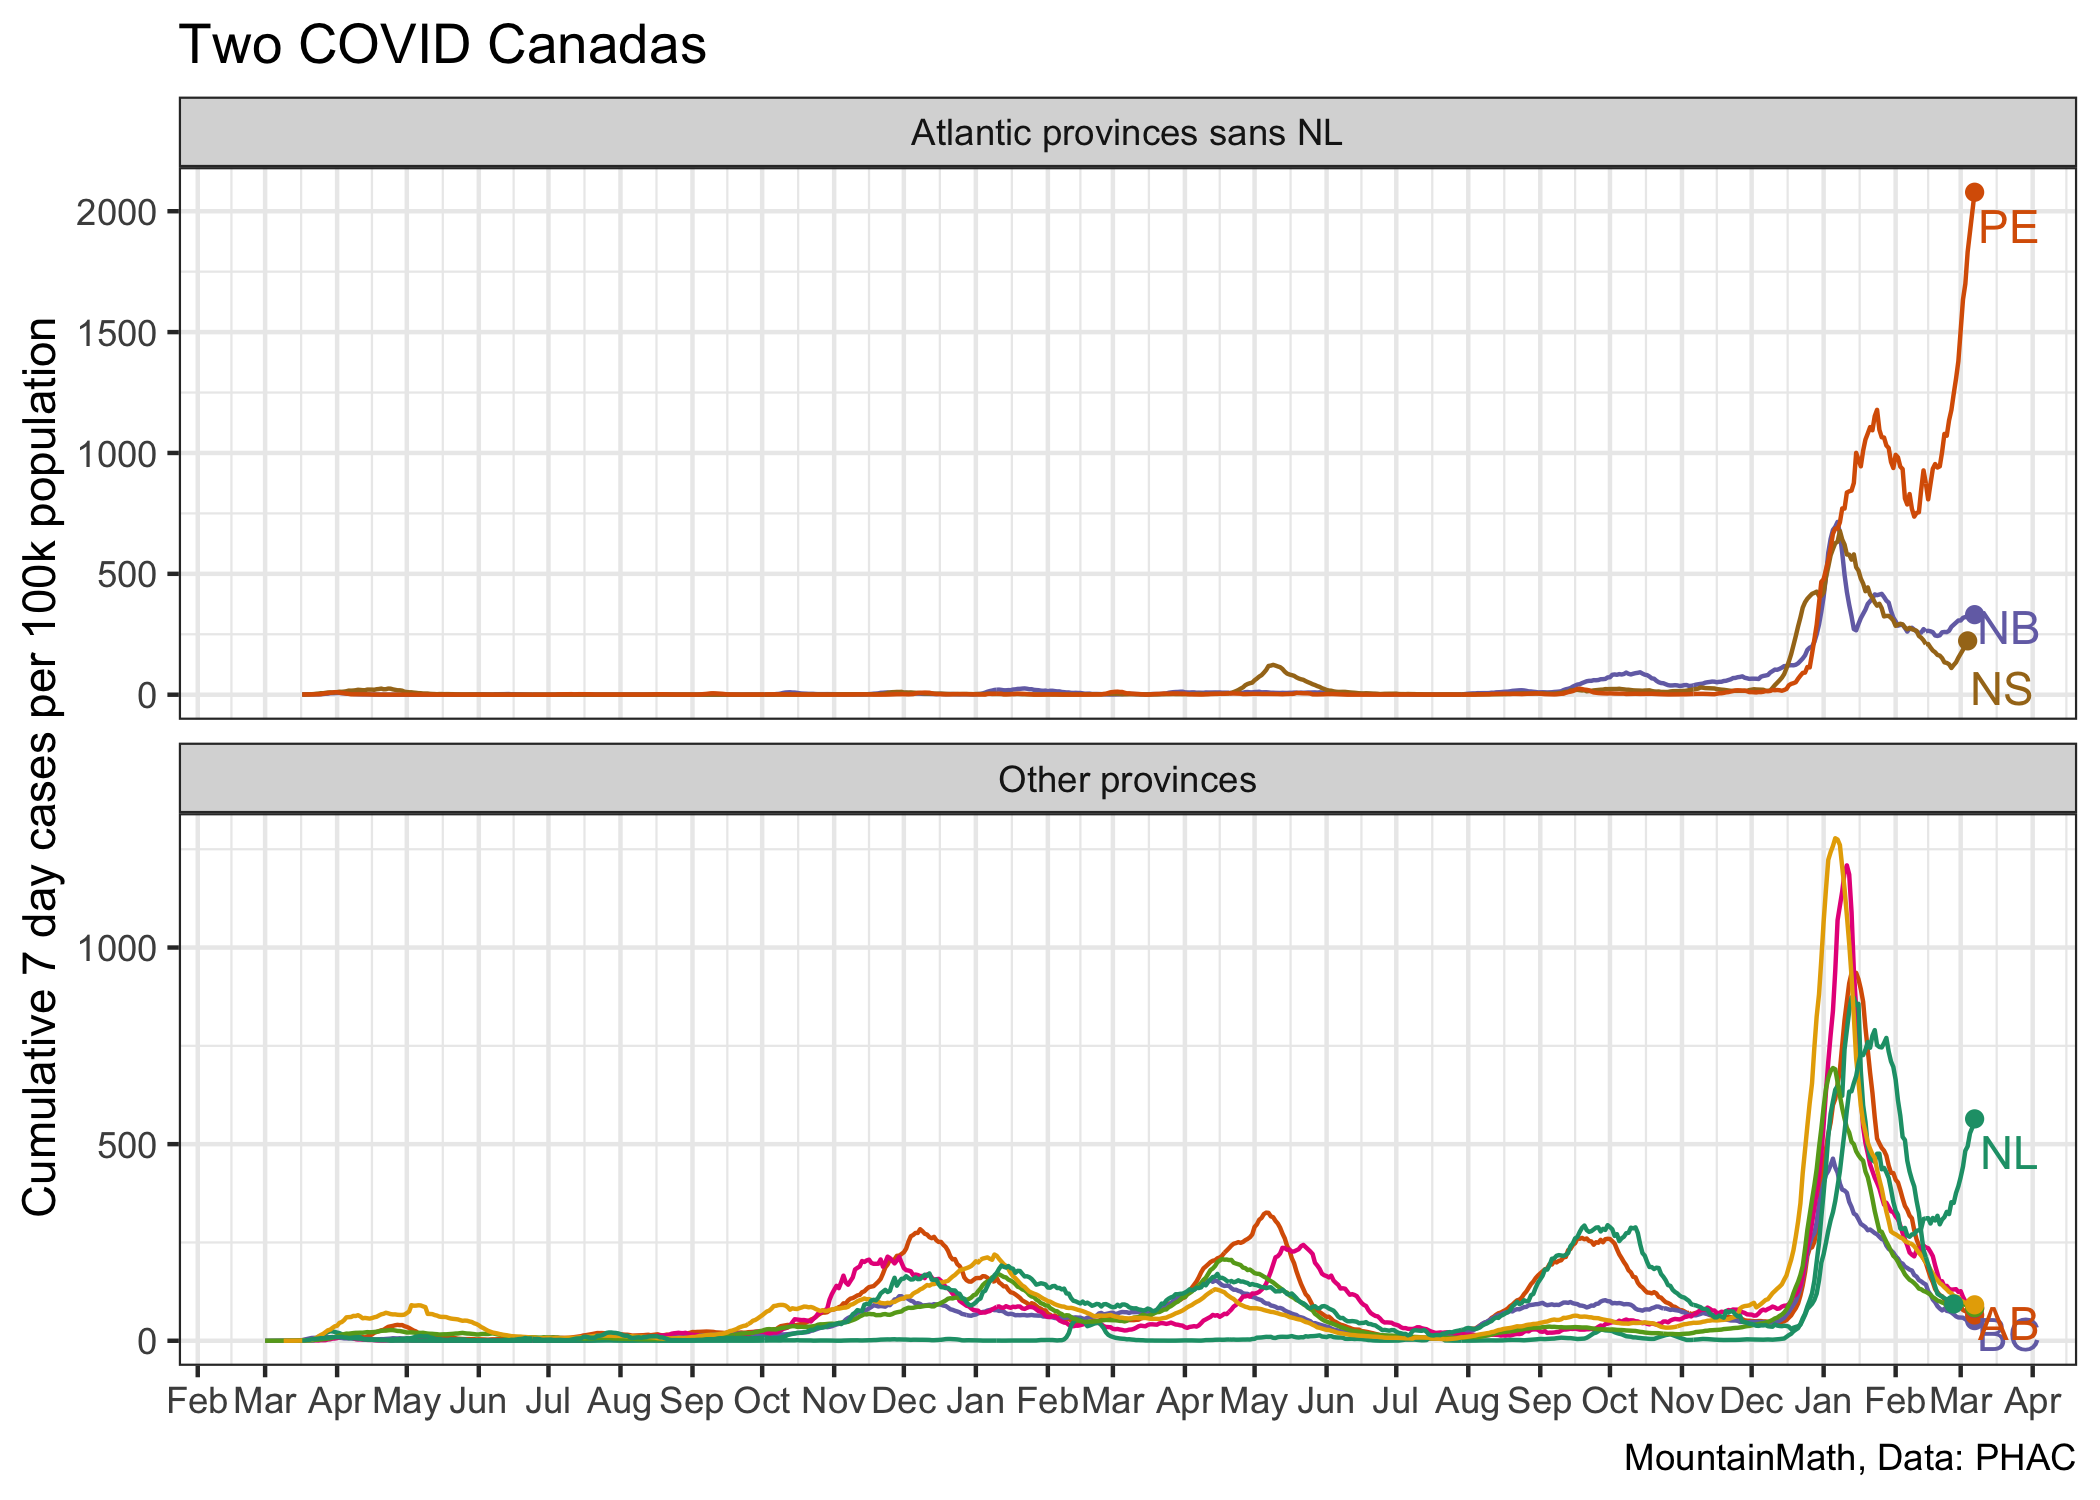 Two COVID Canadas
Atlantic provinces sans NL
Cumulative 7 day cases per 100k population
2000
1500
1000
500
0
PE
NB
NS
Other provinces
1000
500
0
NL
AB
BC
Feb Mar Apr May Jun Jul Aug Sep Oct Nov Dec Jan Feb Mar Apr May Jun Jul Aug Sep Oct Nov Dec Jan Feb Mar Apr
MountainMath, Data: PHAC